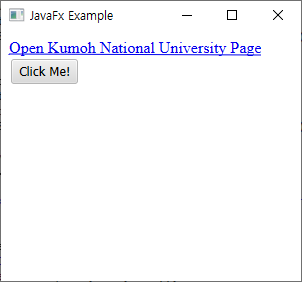 JavaFx Example
Open Kumoh National University Page
Click Me!